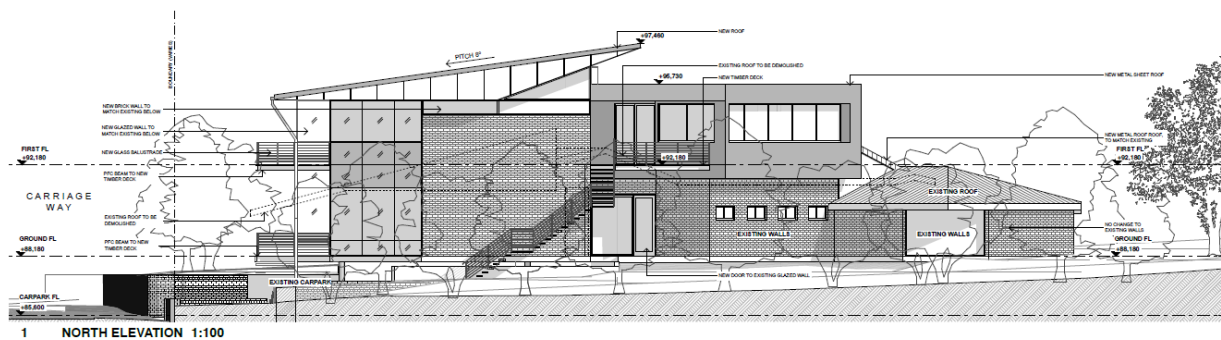 BOUNDARY (VARIES)
+97,460
NEW ROOF
PITCH 8°
EXISTING ROOF TO BE DEMOLISHED
NEW TIMBER DECK
+96,730
NEW METAL SHEET ROOF
NEW BRICK WALL TO
MATCH EXISTING BELOW
NEW GLAZED WALL TO
MATCH EXISTING BELOW
NEW GLASS BALUSTRADE
FIRST FL
+92,180
PFC BEAM TO NEW
TIMBER DECK
+92,180
NEW METAL ROOF ROOF,
TO MATCH EXISTING
FIRST FL
+92,180
CARRIAGE
WAY
EXISTING ROOF
EXISTING ROOF TO BE
DEMOLISHED
EXISTING WALLS
EXISTING WALLS
NO CHANGE TO
EXISTING WALLS
GROUND FL
+88,180
PFC BEAM TO NEW
TIMBER DECK
GROUND FL
+88,180
NEW DOOR TO EXISTING GLAZED WALL
EXISTING CARPARK
CARPARK FL
+85,600
1 NORTH ELEVATION 1:100